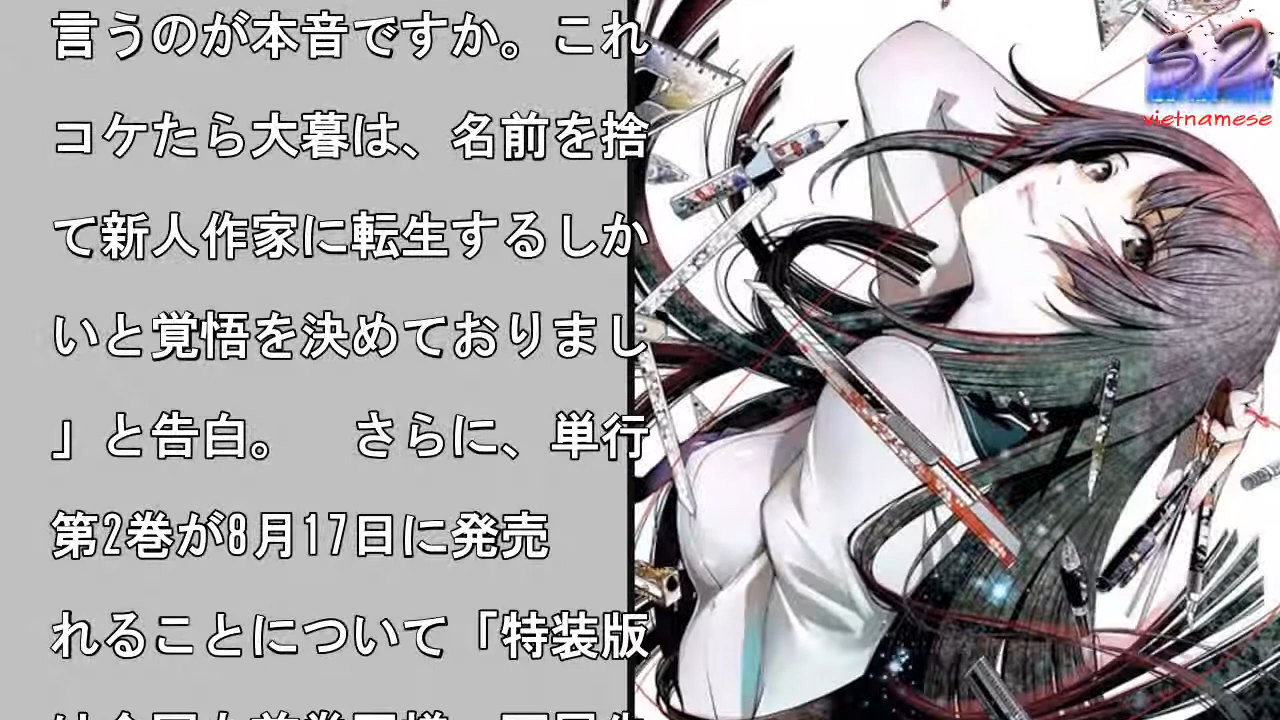 言うのが本音ですか。これ
コケたら大暮は、名前を捨
て新人作家に転生するしか
いと覚悟を決めておりまし
」と告白。　さらに、単行
第2巻が8月17日に発売
れることについて「特装版
S2
vietnamese